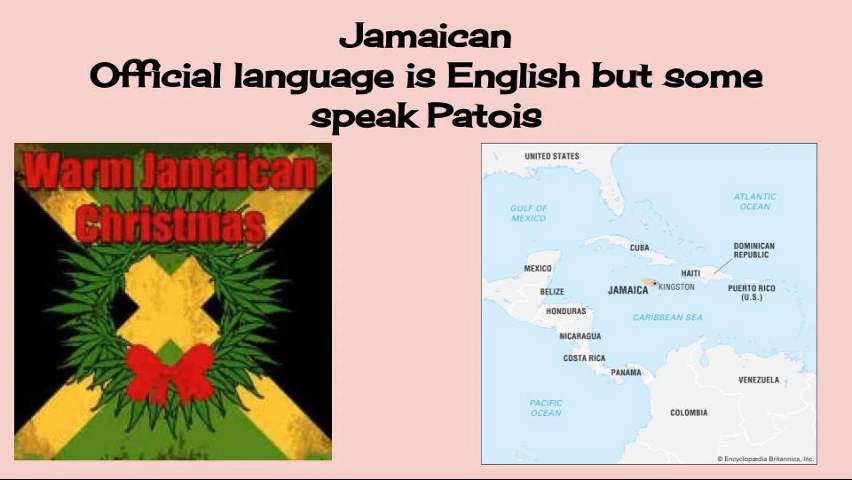 Jamaican
Official language is English but some
speak Patois
Warm Jamaican
Christmas
UNITED STATES
GULF OF
MEXICO
ATLANTIC
OCEAN
CUBA
DOMINICAN
REPUBLIC
MEXICO
HAITI
BELIZE
JAMAICA
KINGSTON
PUERTO RICO
(U.S.)
HONDURAS
CARIBBEAN SEA
NICARAGUA
COSTA RICA
PANAMA
VENEZUELA
PACIFIC
OCEAN
COLOMBIA
© Encyclopædia Britannica, Inc.